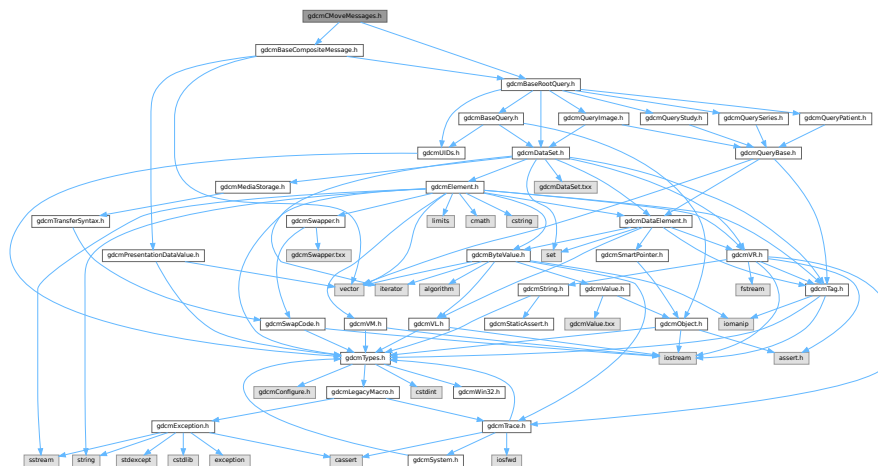 gdcmCMoveMessages.h
gdcmBaseCompositeMessage.h
gdcmBaseRootQuery.h
gdcmBaseQuery.h
gdcmQueryImage.h
gdcmQueryStudy.h
gdcmQuerySeries.h
gdcmQueryPatient.h
gdcmUIDs.h
gdcmDataSet.h
gdcmQueryBase.h
gdcmMediaStorage.h
gdcmElement.h
gdcmDataSet.txx
gdcmTransferSyntax.h
gdcmSwapper.h
limits
cmath
cstring
gdcmDataElement.h
gdcmPresentationDataValue.h
gdcmSwapper.txx
gdcmByteValue.h
set
gdcmSmartPointer.h
gdcmVR.h
vector
iterator
algorithm
gdcmString.h
gdcmValue.h
fstream
gdcmTag.h
gdcmSwapCode.h
gdcmVM.h
gdcmVL.h
gdcmStaticAssert.h
gdcmValue.txx
gdcmObject.h
iomanip
gdcmTypes.h
iostream
assert.h
gdcmConfigure.h
gdcmLegacyMacro.h
cstdint
gdcmWin32.h
gdcmException.h
gdcmTrace.h
sstream
string
stdexcept
cstdlib
exception
cassert
gdcmSystem.h
iosfwd